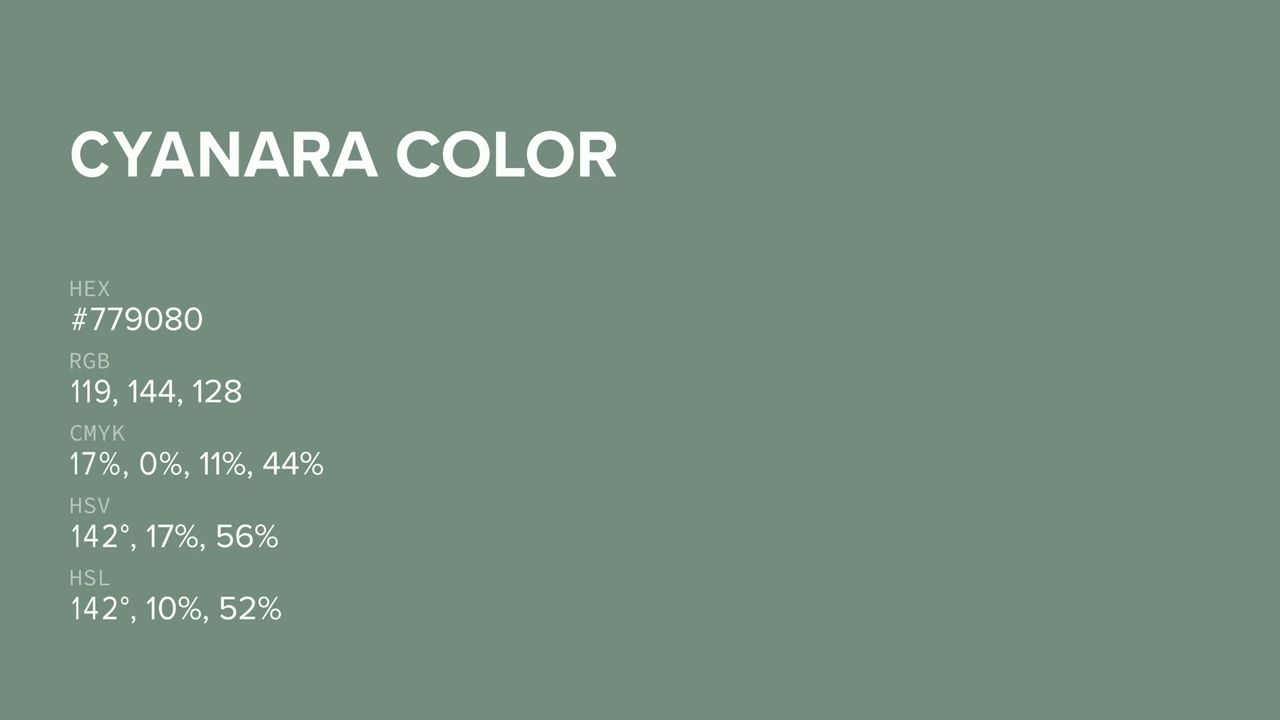 CYANARA COLOR
HEX
#779080
RGB
119, 144, 128
CMYK
17%, 0%, 11%, 44%
HSV
142°, 17%, 56%
HSL
142°, 10%, 52%